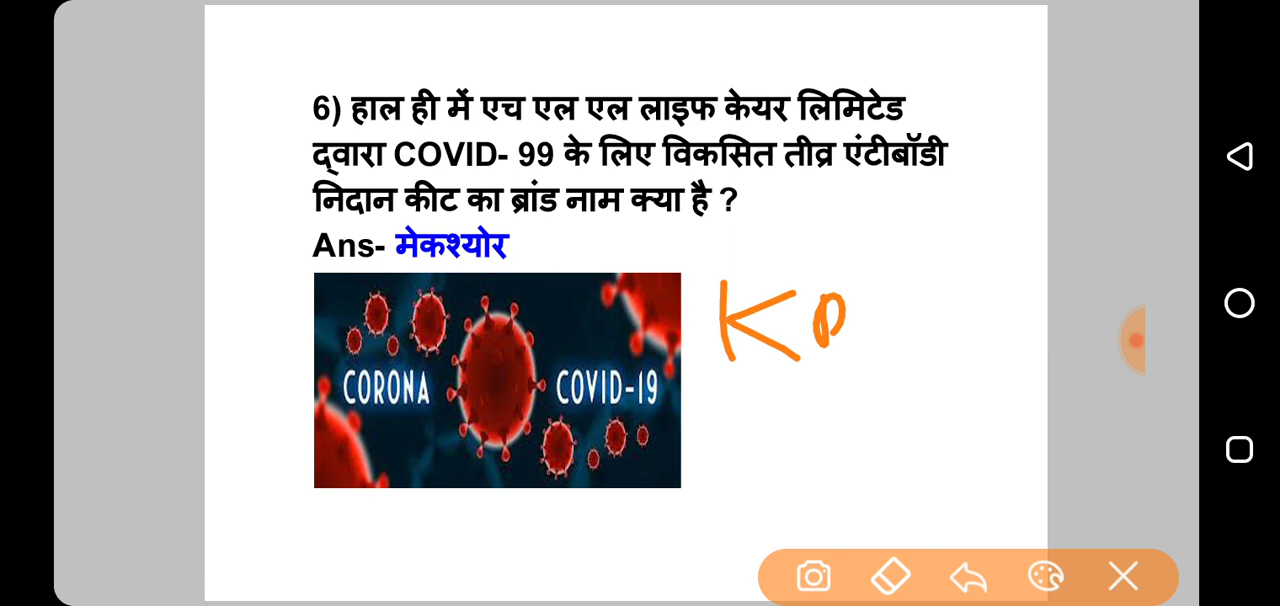 6) हाल ही में एच एल एल लाइफ केयर लिमिटेड
द्वारा COVID- 99 के लिए विकसित तीव्र एंटीबॉडी
निदान कीट का ब्रांड नाम क्या है ?
Ans- मेकश्योर
CORONA COVID-19